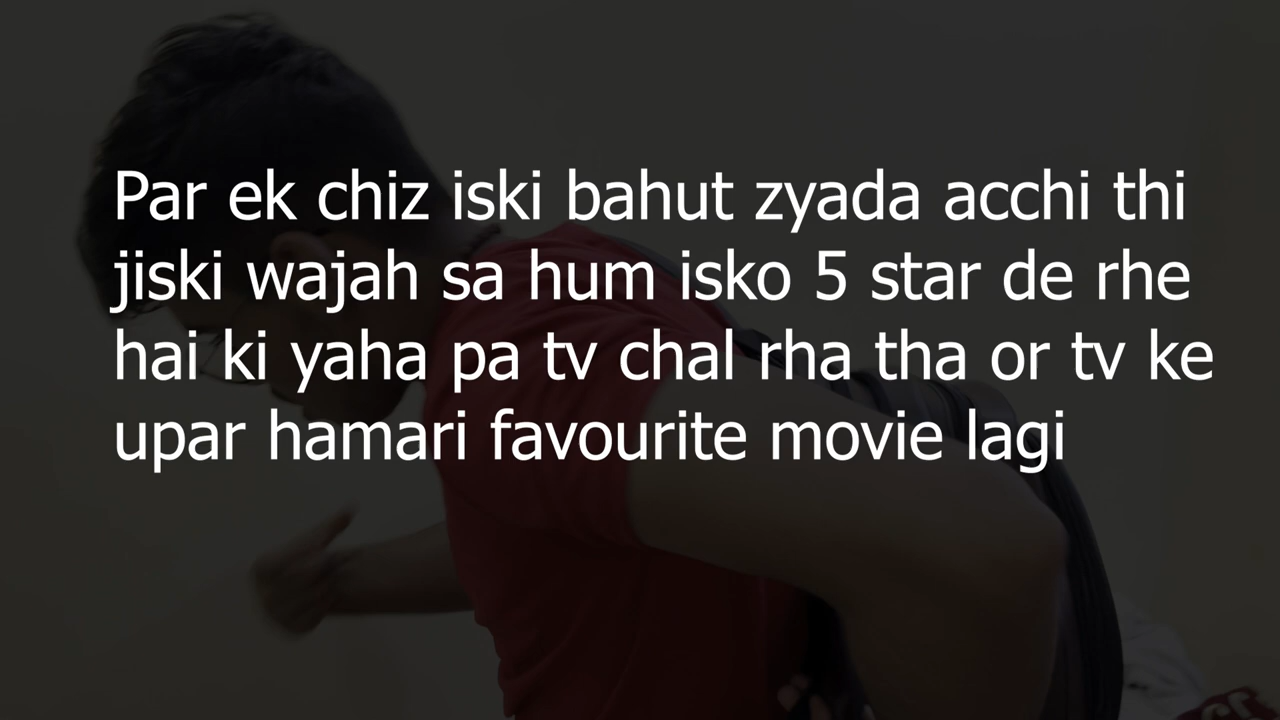 Par ek chiz iski bahut zyada acchi thi
jiski wajah sa hum isko 5 star de rhe
hai ki yaha pa tv chal rha tha or tv ke
upar hamari favourite movie lagi